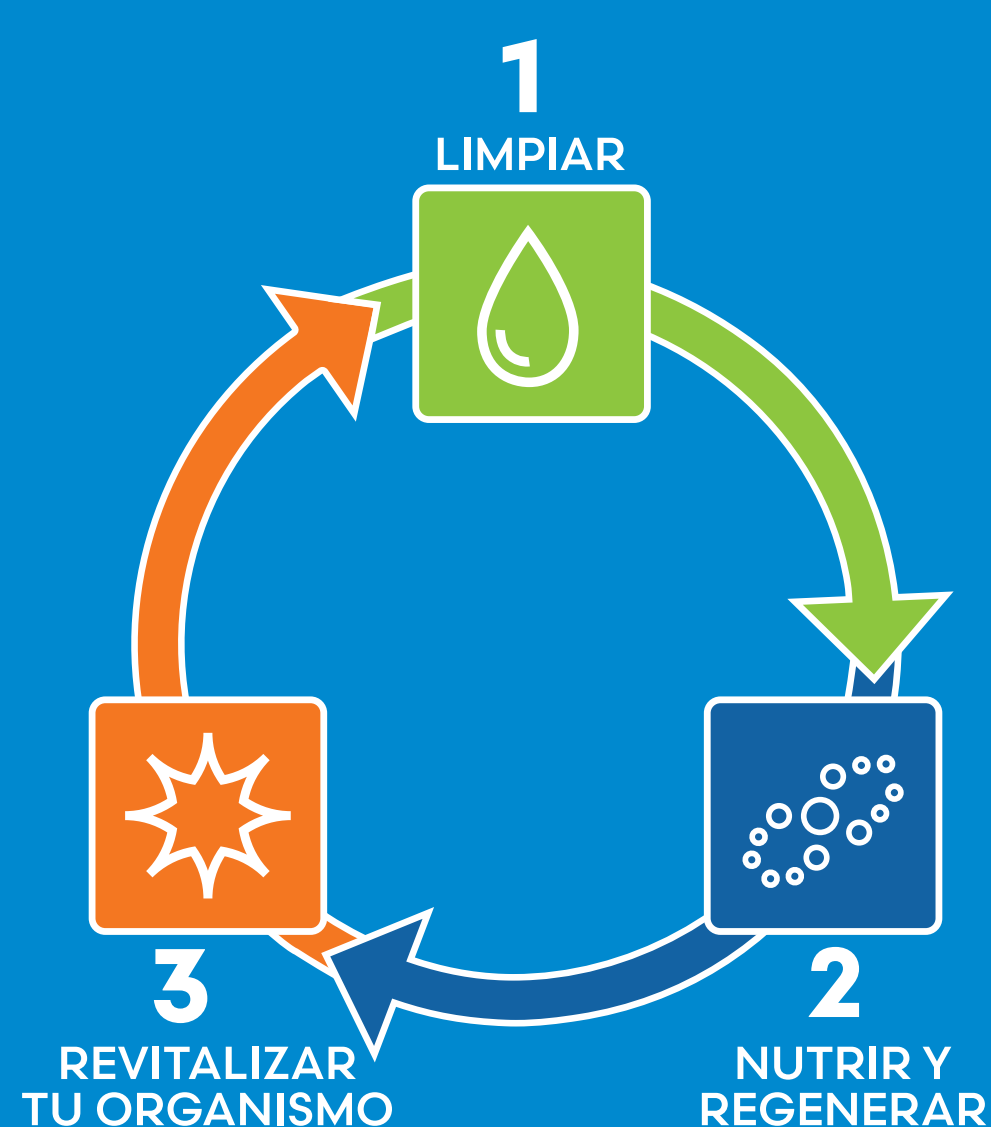 1
LIMPIAR
2
NUTRIR Y
REGENERAR
3
REVITALIZAR
TU ORGANISMO